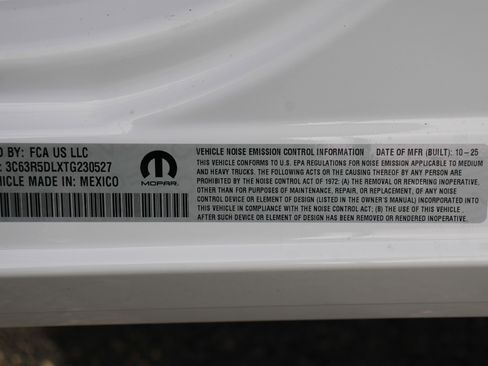 D BY: FCA US LLC
: 3C63R5DLXTG230527
HICLE MADE IN: MEXICO
MOPAR.
VEHICLE NOISE EMISSION CONTROL INFORMATION DATE OF MFR (BUILT): 10-25
THIS VEHICLE CONFORMS TO U.S. EPA REGULATIONS FOR NOISE EMISSION APPLICABLE TO MEDIUM
AND HEAVY TRUCKS. THE FOLLOWING ACTS OR THE CAUSING THEREOF BY ANY PERSON ARE
PROHIBITED BY THE NOISE CONTROL ACT OF 1972: (A) THE REMOVAL OR RENDERING INOPERATIVE,
OTHER THAN FOR PURPOSES OF MAINTENANCE, REPAIR, OR REPLACEMENT, OF ANY NOISE
CONTROL DEVICE OR ELEMENT OF DESIGN (LISTED IN THE OWNER'S MANUAL) INCORPORATED INTO
THIS VEHICLE IN COMPLIANCE WITH THE NOISE CONTROL ACT; (B) THE USE OF THIS VEHICLE
AFTER SUCH DEVICE OR ELEMENT OF DESIGN HAS BEEN REMOVED OR RENDERED INOPERATIVE.